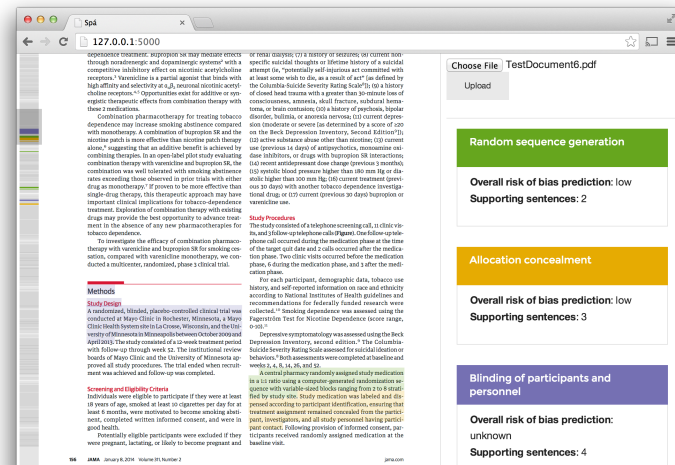 Spá
127.0.0.1:5000
dependence treatment. Bupropion SR may mediate effects
through noradrenergic and dopaminergic systems⁴ with a
competitive inhibitory effect on nicotinic acetylcholine
receptors.⁵ Varenicline is a partial agonist that binds with
high affinity and selectivity at α₄β₂ neuronal nicotinic acetyl-
choline receptors.⁴,⁵ Opportunities exist for additive or syn-
ergistic therapeutic effects from combination therapy with
these 2 medications.
Combination pharmacotherapy for treating tobacco
dependence may increase smoking abstinence compared
with monotherapy. A combination of bupropion SR and the
nicotine patch is more effective than nicotine patch therapy
alone,⁶ suggesting that an additive benefit is achieved by
combining therapies. In an open-label pilot study evaluating
combination therapy with varenicline and bupropion SR, the
combination was well tolerated with smoking abstinence
rates exceeding those observed in prior trials with either
drug as monotherapy.⁷ If proven to be more effective than
single-drug therapy, this therapeutic approach may have
important clinical implications for tobacco-dependence
treatment. Exploration of combination therapy with existing
drugs may provide the best opportunity to advance treat-
ment in the absence of any new pharmacotherapies for
tobacco dependence.
To investigate the efficacy of combination pharmaco-
therapy with varenicline and bupropion SR for smoking ces-
sation, compared with varenicline monotherapy, we con-
ducted a multicenter, randomized, phase 3 clinical trial.
Methods
Study Design
A randomized, blinded, placebo-controlled clinical trial was
conducted at Mayo Clinic in Rochester, Minnesota, a Mayo
Clinic Health System site in La Crosse, Wisconsin, and the Uni-
versity of Minnesota in Minneapolis between October 2009 and
April 2013. The study consisted of a 12-week treatment period
with follow-up through week 52. The institutional review
boards of Mayo Clinic and the University of Minnesota ap-
proved all study procedures. The trial ended when recruit-
ment was achieved and follow-up was completed.
Screening and Eligibility Criteria
Individuals were eligible to participate if they were at least
18 years of age, smoked at least 10 cigarettes per day for at
least 6 months, were motivated to become smoking absti-
nent, completed written informed consent, and were in
good health.
Potentially eligible participants were excluded if they
were pregnant, lactating, or likely to become pregnant and
or renal dialysis; (7) a history of seizures; (8) current non-
specific suicidal thoughts or lifetime history of a suicidal
attempt (ie, "potentially self-injurious act committed with
at least some wish to die, as a result of act" [as defined by
the Columbia-Suicide Severity Rating Scale⁸]); (9) a history
of closed head trauma with a greater than 30-minute loss of
consciousness, amnesia, skull fracture, subdural hema-
toma, or brain contusion; (10) a history of psychosis, bipolar
disorder, bulimia, or anorexia nervosa; (11) current depres-
sion (moderate or severe [as determined by a score of ≥20
on the Beck Depression Inventory, Second Edition⁹]);
(12) active substance abuse other than nicotine; (13) current
use (previous 14 days) of antipsychotics, monoamine oxi-
dase inhibitors, or drugs with bupropion SR interactions;
(14) recent antidepressant dose change (previous 3 months);
(15) systolic blood pressure higher than 180 mm Hg or dia-
stolic higher than 100 mm Hg; (16) current treatment (previ-
ous 30 days) with another tobacco dependence investiga-
tional drug; or (17) current (previous 30 days) bupropion or
varenicline use.
Study Procedures
The study consisted of a telephone screening call, 11 clinic vis-
its, and 3 follow-up telephone calls (Figure). One follow-up tele-
phone call occurred during the medication phase at the time
of the target quit date and 2 calls occurred after the medica-
tion phase. Two clinic visits occurred before the medication
phase, 6 during the medication phase, and 2 after the medi-
cation phase.
For each participant, demographic data, tobacco use
history, and self-reported information on race and ethnicity
according to National Institutes of Health guidelines and
recommendations for federally funded research were
collected.¹⁰ Smoking dependence was assessed using the
Fagerström Test for Nicotine Dependence (score range,
0-10).¹¹
Depressive symptomatology was assessed using the Beck
Depression Inventory, second edition.⁹ The Columbia-
Suicide Severity Rating Scale assessed for suicidal ideation or
behaviors.⁸ Both assessments were completed at baseline and
weeks 2, 4, 8, 14, 26, and 52.
A central pharmacy randomly assigned study medication
in a 1:1 ratio using a computer-generated randomization se-
quence with variable-sized blocks ranging from 2 to 8 strati-
fied by study site. Study medication was labeled and dis-
pensed according to participant identification, ensuring that
treatment assignment remained concealed from the partici-
pant, investigators, and all study personnel having partici-
pant contact. Following provision of informed consent, par-
ticipants received randomly assigned medication at the
baseline visit.
156 JAMA January 8, 2014 Volume 311, Number 2
jama.com
Choose File TestDocument6.pdf
Upload
Random sequence generation
Overall risk of bias prediction: low
Supporting sentences: 2
Allocation concealment
Overall risk of bias prediction: low
Supporting sentences: 3
Blinding of participants and
personnel
Overall risk of bias prediction:
unknown
Supporting sentences: 4